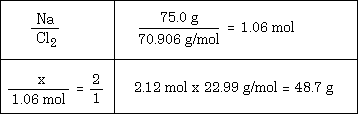 Na
Cl₂
75.0 g
70.906 g/mol
= 1.06 mol
x
1.06 mol
= 2
1
2.12 mol x 22.99 g/mol = 48.7 g